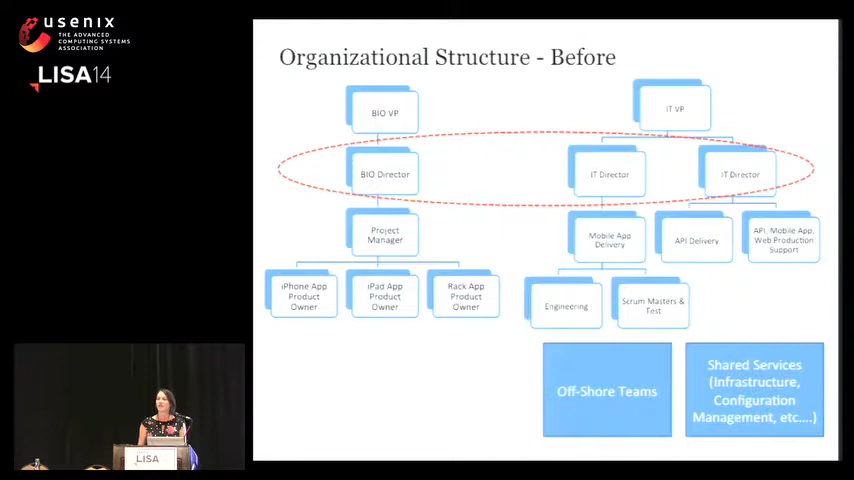 usenix
THE ADVANCED
COMPUTING SYSTEMS
ASSOCIATION
LISA14
Organizational Structure - Before
BIO VP
IT VP
BIO Director
IT Director
IT Director
Project
Manager
Mobile App
Delivery
API Delivery
API, Mobile App,
Web Production
Support
iPhone App
Product
Owner
iPad App
Product
Owner
Rack App
Product
Owner
Engineering
Scrum Masters &
Test
Off-Shore Teams
Shared Services
(Infrastructure,
Configuration
Management, etc....)
LISA